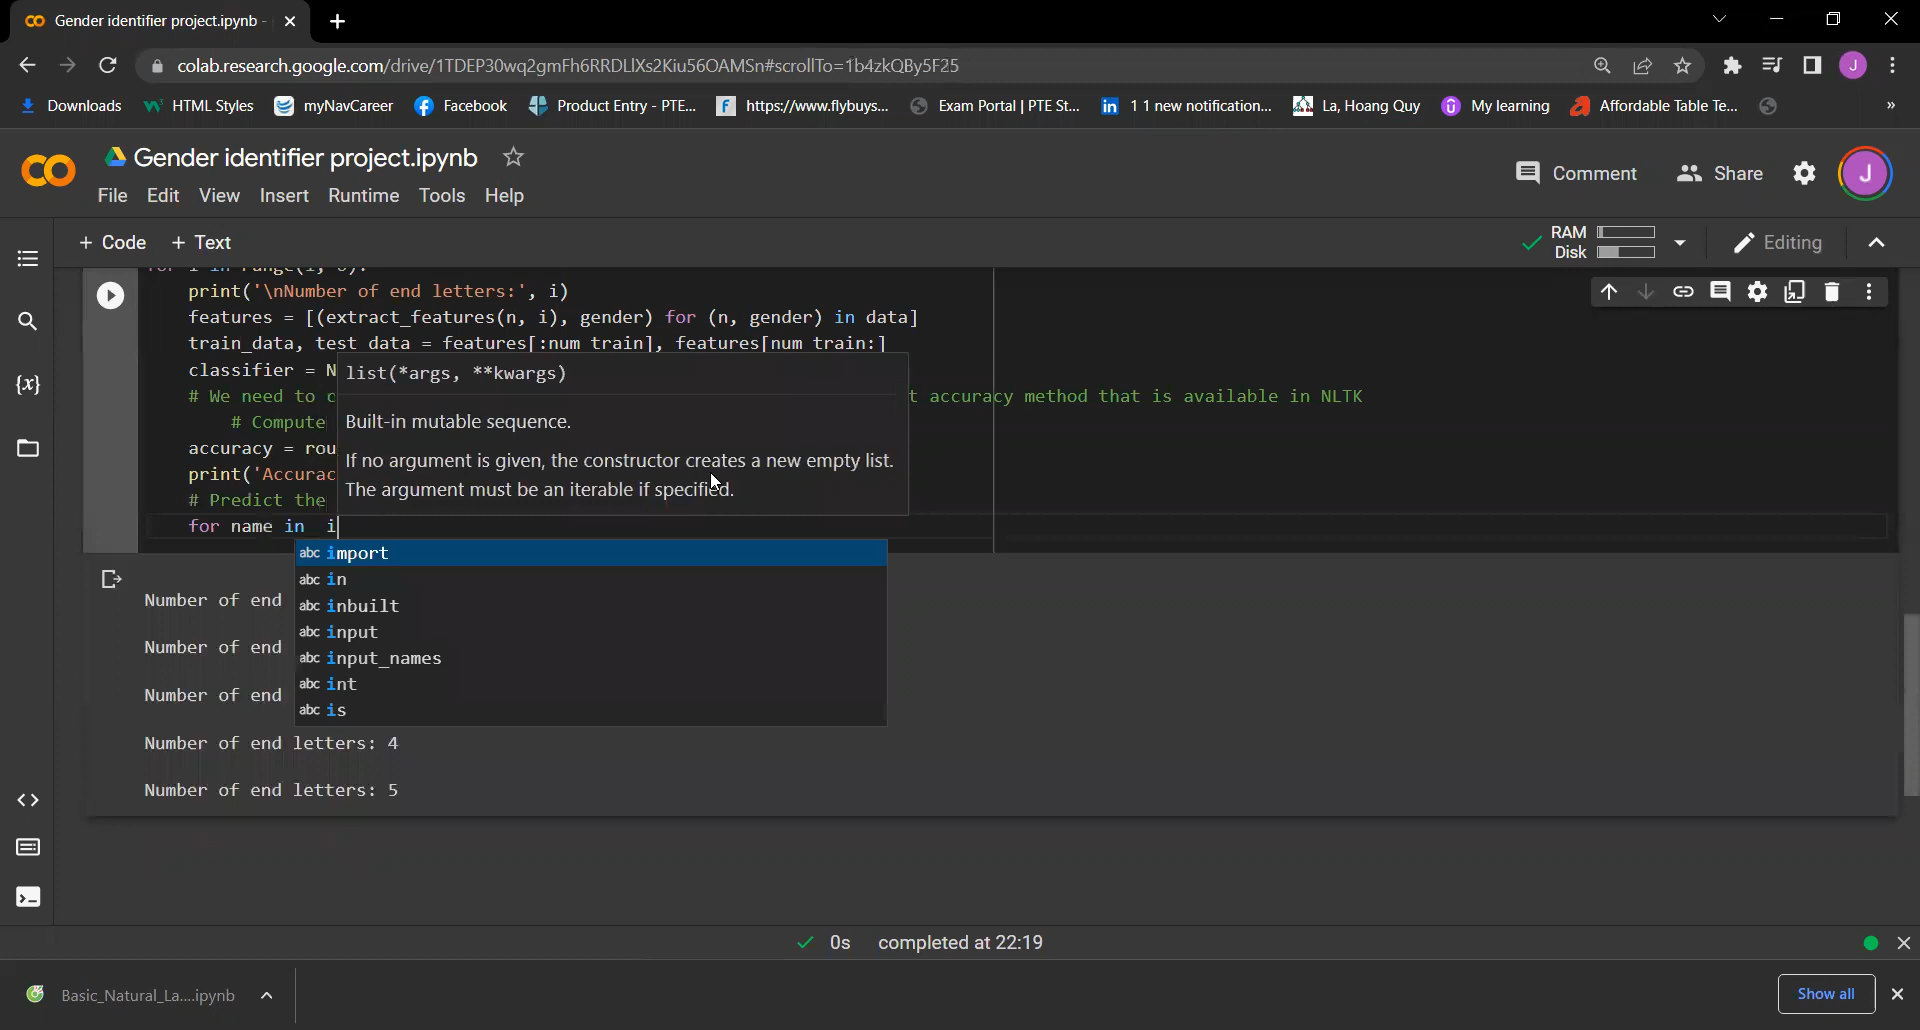 Gender identifier project.ipynb -
colab.research.google.com/drive/1TDEP30wq2gmFh6RRDLlXs2Kiu56OAMSn#scrollTo=1b4zkQBy5F25
Downloads HTML Styles myNavCareer Facebook Product Entry - PTE... https://www.flybuys... Exam Portal | PTE St... 1 1 new notification... La, Hoang Quy My learning Affordable Table Te... »
Gender identifier project.ipynb
Comment Share J
File Edit View Insert Runtime Tools Help
+ Code + Text
RAM
Disk
Editing
print('\nNumber of end letters:', i)
features = [(extract_features(n, i), gender) for (n, gender) in data]
train_data, test data = features[:num train], features[num train:]
classifier = N
list(*args, **kwargs)
# We need to c
t accuracy method that is available in NLTK
Built-in mutable sequence.
# Compute
accuracy = rou
If no argument is given, the constructor creates a new empty list.
print('Accurac
The argument must be an iterable if specified.
# Predict the
for name in  i
abc import
abc in
abc inbuilt
abc input
abc input_names
abc int
abc is
Number of end
Number of end
Number of end
Number of end letters: 4
Number of end letters: 5
0s completed at 22:19
Basic_Natural_La....ipynb
Show all